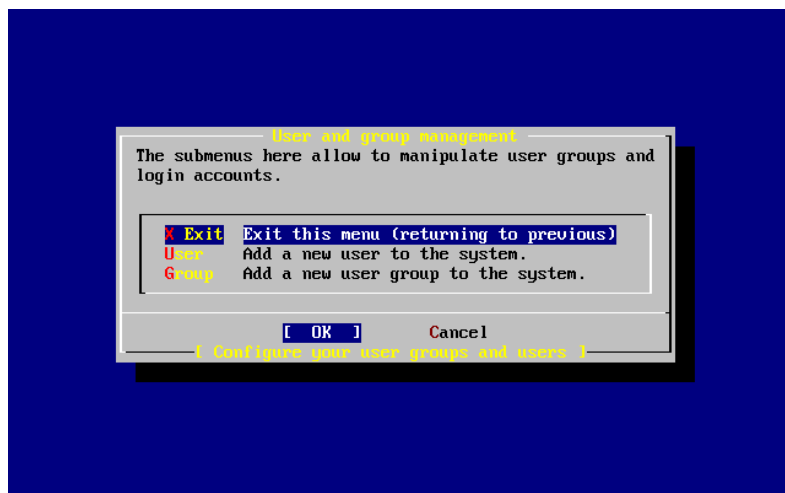 User and group management
The submenus here allow to manipulate user groups and
login accounts.
X Exit Exit this menu (returning to previous)
User Add a new user to the system.
Group Add a new user group to the system.
[ OK ] Cancel
[ Configure your user groups and users ]